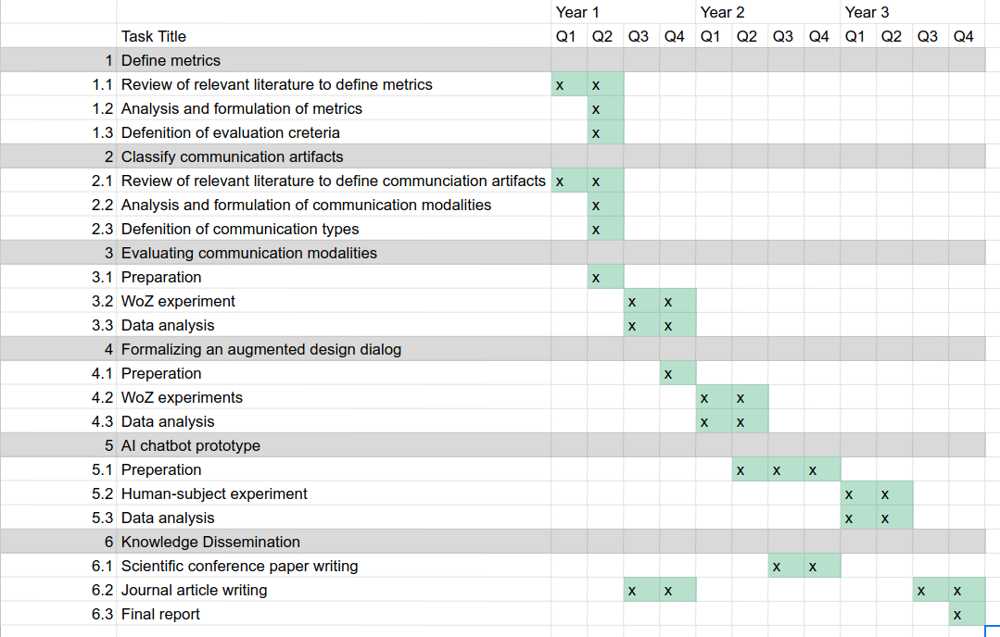 Year 1 Year 2 Year 3
Task Title Q1 Q2 Q3 Q4 Q1 Q2 Q3 Q4 Q1 Q2 Q3 Q4
1 Define metrics
1.1 Review of relevant literature to define metrics x x
1.2 Analysis and formulation of metrics x
1.3 Defenition of evaluation creteria x
2 Classify communication artifacts
2.1 Review of relevant literature to define communciation artifacts x x
2.2 Analysis and formulation of communication modalities x
2.3 Defenition of communication types x
3 Evaluating communication modalities
3.1 Preparation x
3.2 WoZ experiment x x
3.3 Data analysis x x
4 Formalizing an augmented design dialog
4.1 Preperation x
4.2 WoZ experiments x x
4.3 Data analysis x x
5 AI chatbot prototype
5.1 Preperation x x x
5.2 Human-subject experiment x x
5.3 Data analysis x x
6 Knowledge Dissemination
6.1 Scientific conference paper writing x x
6.2 Journal article writing x x x x
6.3 Final report x